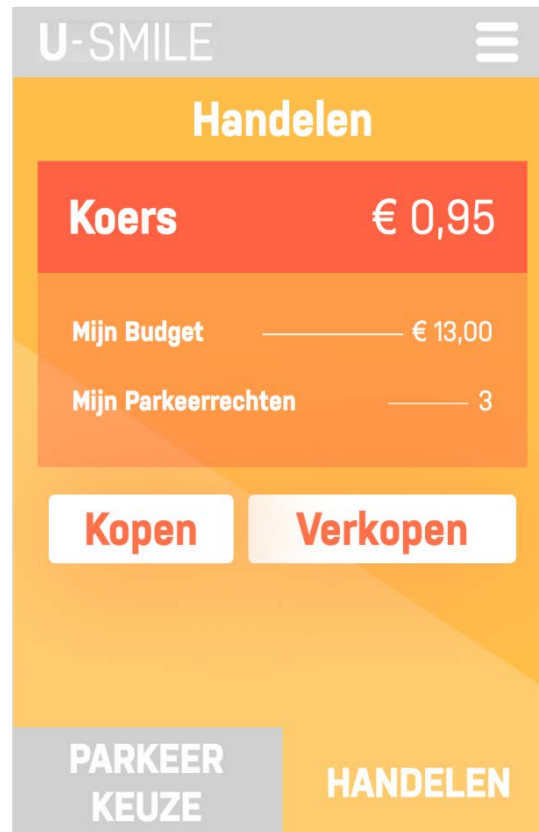 U-SMILE
Handelen
Koers € 0,95
Mijn Budget € 13,00
Mijn Parkeerrechten 3
Kopen Verkopen
PARKEER
KEUZE
HANDELEN